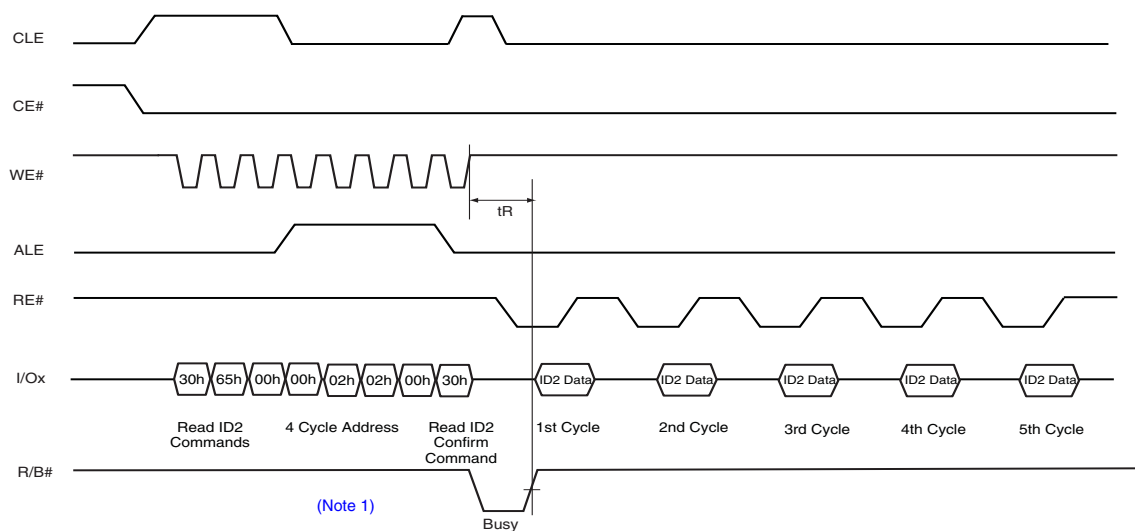 CLE
CE#
WE#
tR
ALE
RE#
I/Ox
30h 65h 00h 00h 02h 02h 00h 30h ID2 Data ID2 Data ID2 Data ID2 Data ID2 Data
Read ID2
Commands
4 Cycle Address
Read ID2
Confirm
Command
1st Cycle
2nd Cycle
3rd Cycle
4th Cycle
5th Cycle
R/B#
(Note 1)
Busy